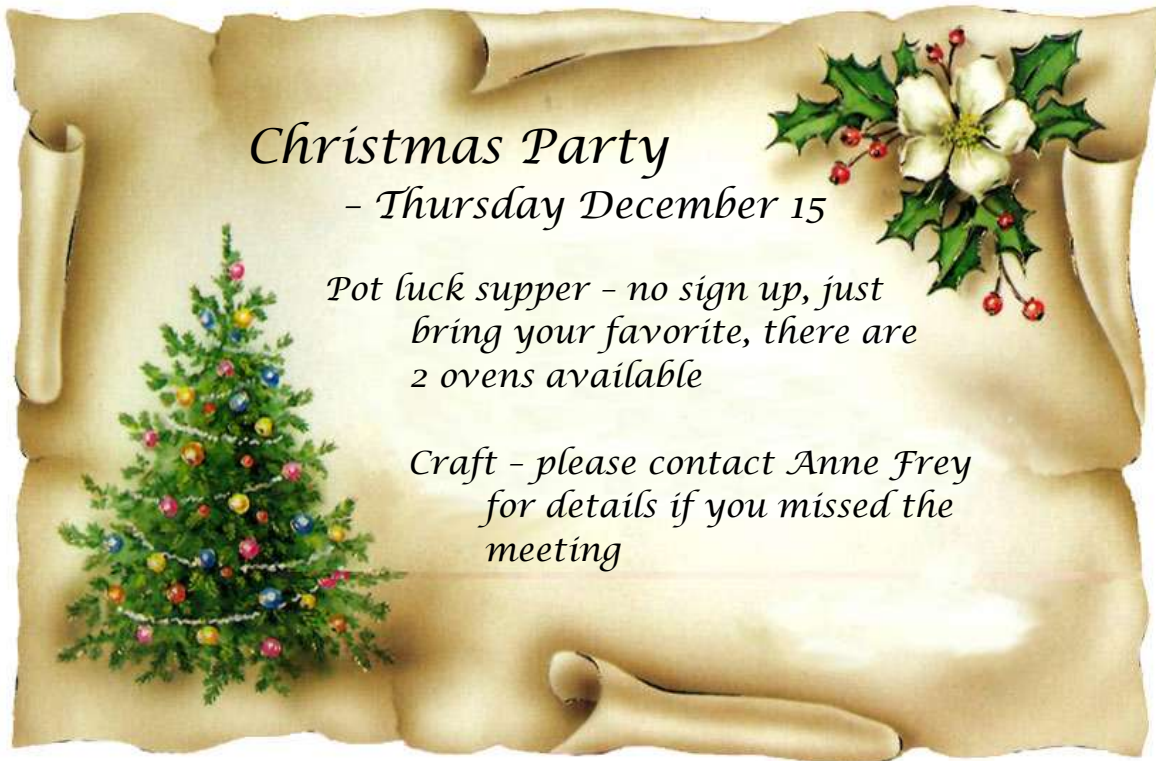 Christmas Party
– Thursday December 15
Pot luck supper – no sign up, just
bring your favorite, there are
2 ovens available
Craft – please contact Anne Frey
for details if you missed the
meeting